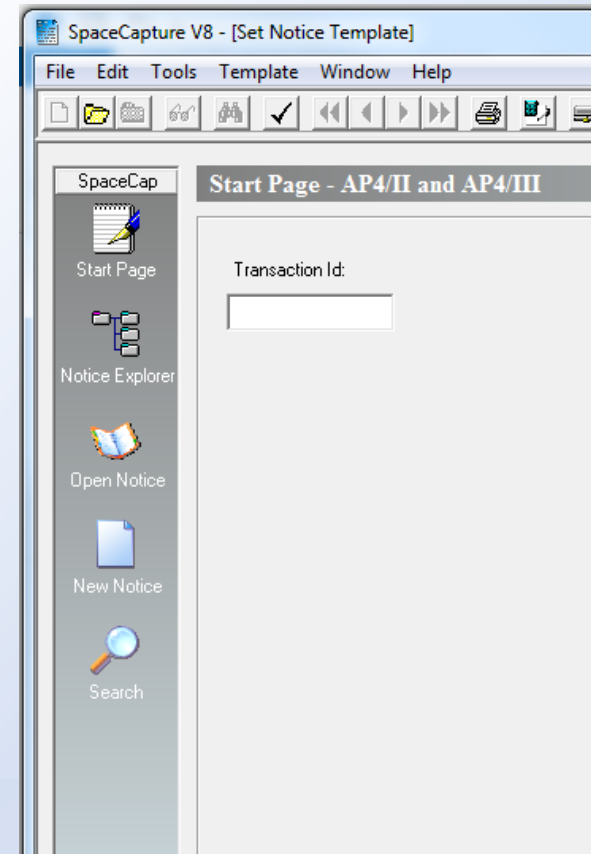 SpaceCapture V8 - [Set Notice Template]
File Edit Tools Template Window Help
SpaceCap
Start Page - AP4/II and AP4/III
Start Page
Transaction Id:
Notice Explorer
Open Notice
New Notice
Search